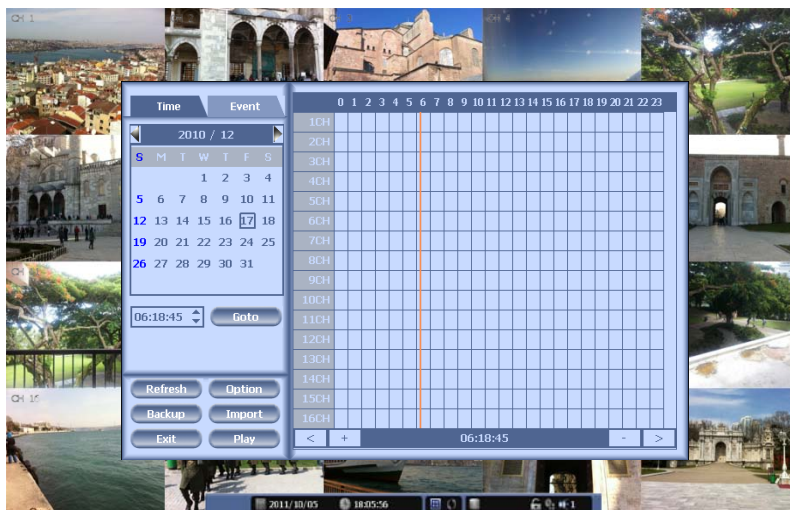 CH 1
CH 4
Time Event
0 1 2 3 4 5 6 7 8 9 10 11 12 13 14 15 16 17 18 19 20 21 22 23
2010 / 12
S M T W T F S
1 2 3 4
5 6 7 8 9 10 11
12 13 14 15 16 17 18
19 20 21 22 23 24 25
26 27 28 29 30 31
06:18:45 Goto
Refresh Option
Backup Import
Exit Play
1CH
2CH
3CH
4CH
5CH
6CH
7CH
8CH
9CH
10CH
11CH
12CH
13CH
14CH
15CH
16CH
< + 06:18:45 - >
2011/10/05 18:05:56